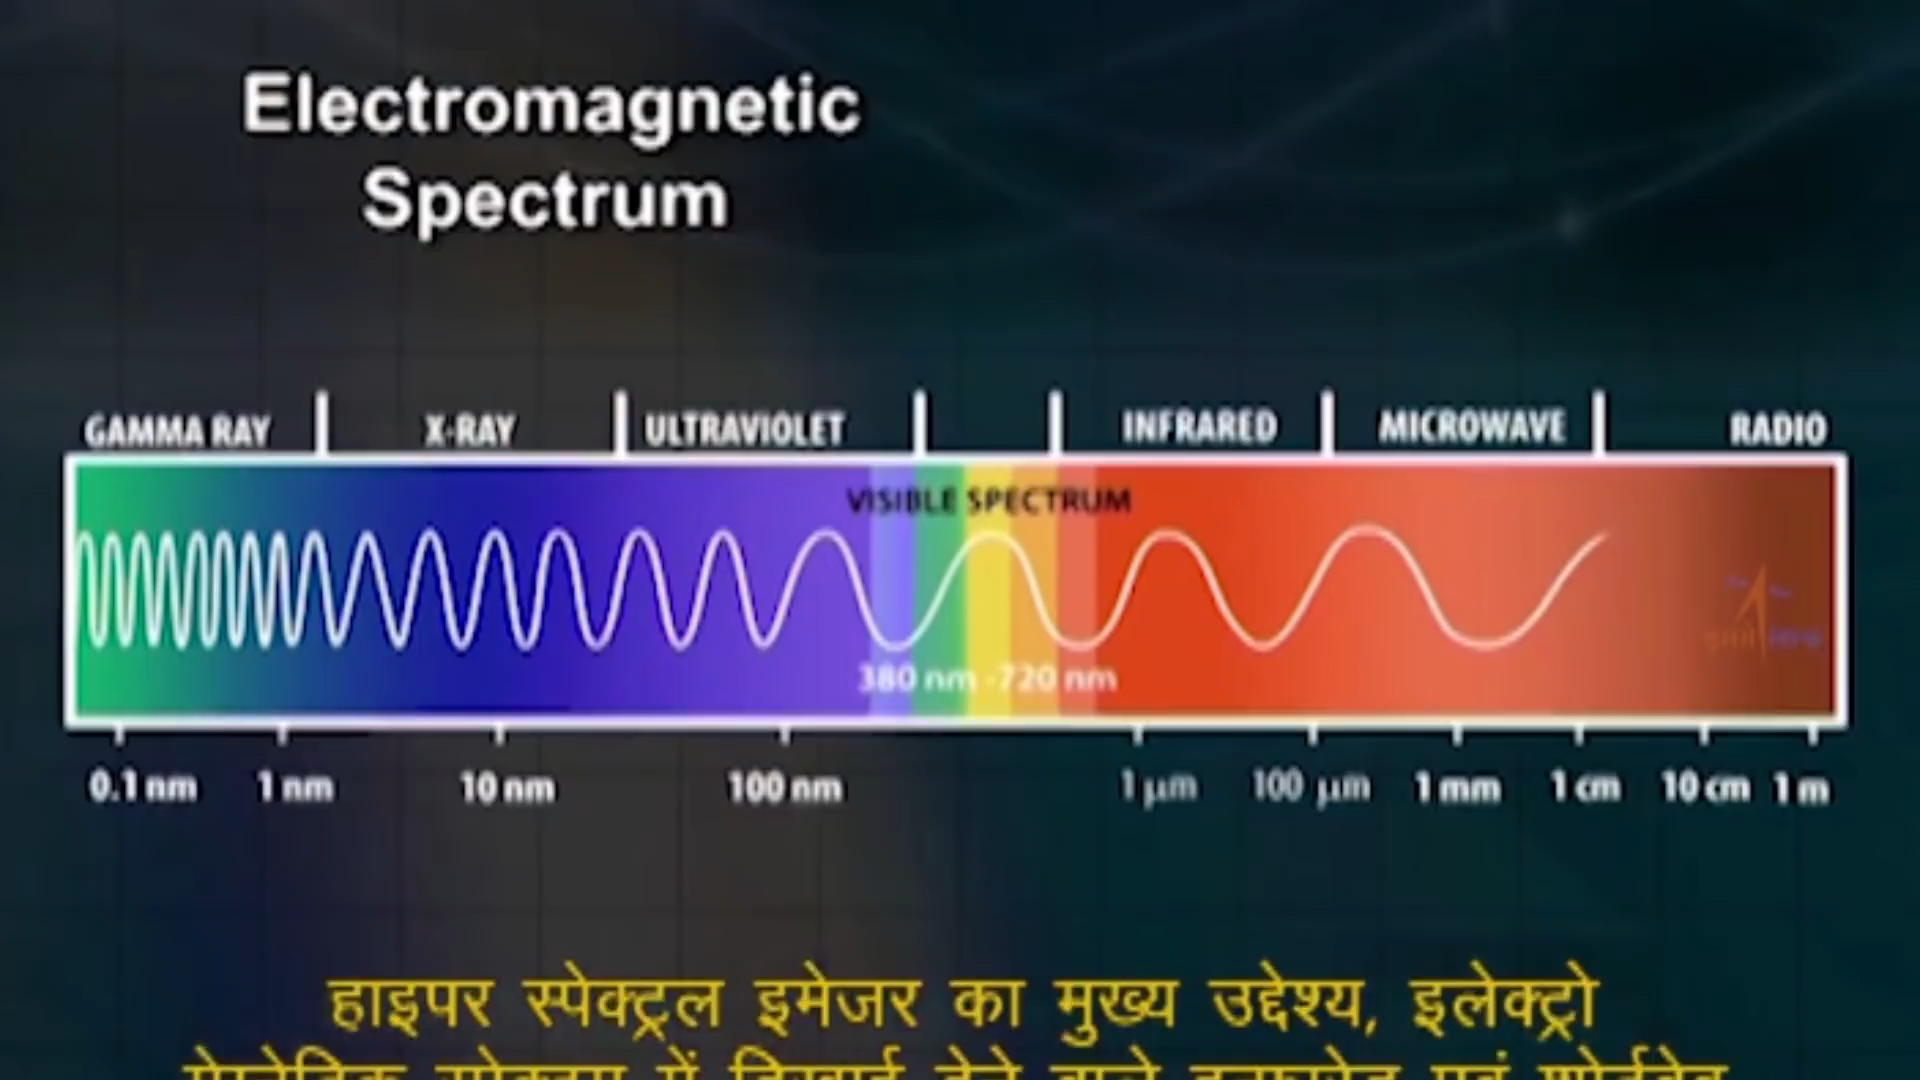 Electromagnetic
Spectrum
GAMMA RAY X-RAY ULTRAVIOLET INFRARED MICROWAVE RADIO
VISIBLE SPECTRUM
380 nm -720 nm
0.1 nm 1 nm 10 nm 100 nm 1 μm 100 μm 1 mm 1 cm 10 cm 1 m
हाइपर स्पेक्ट्रल इमेजर का मुख्य उद्देश्य, इलेक्ट्रो